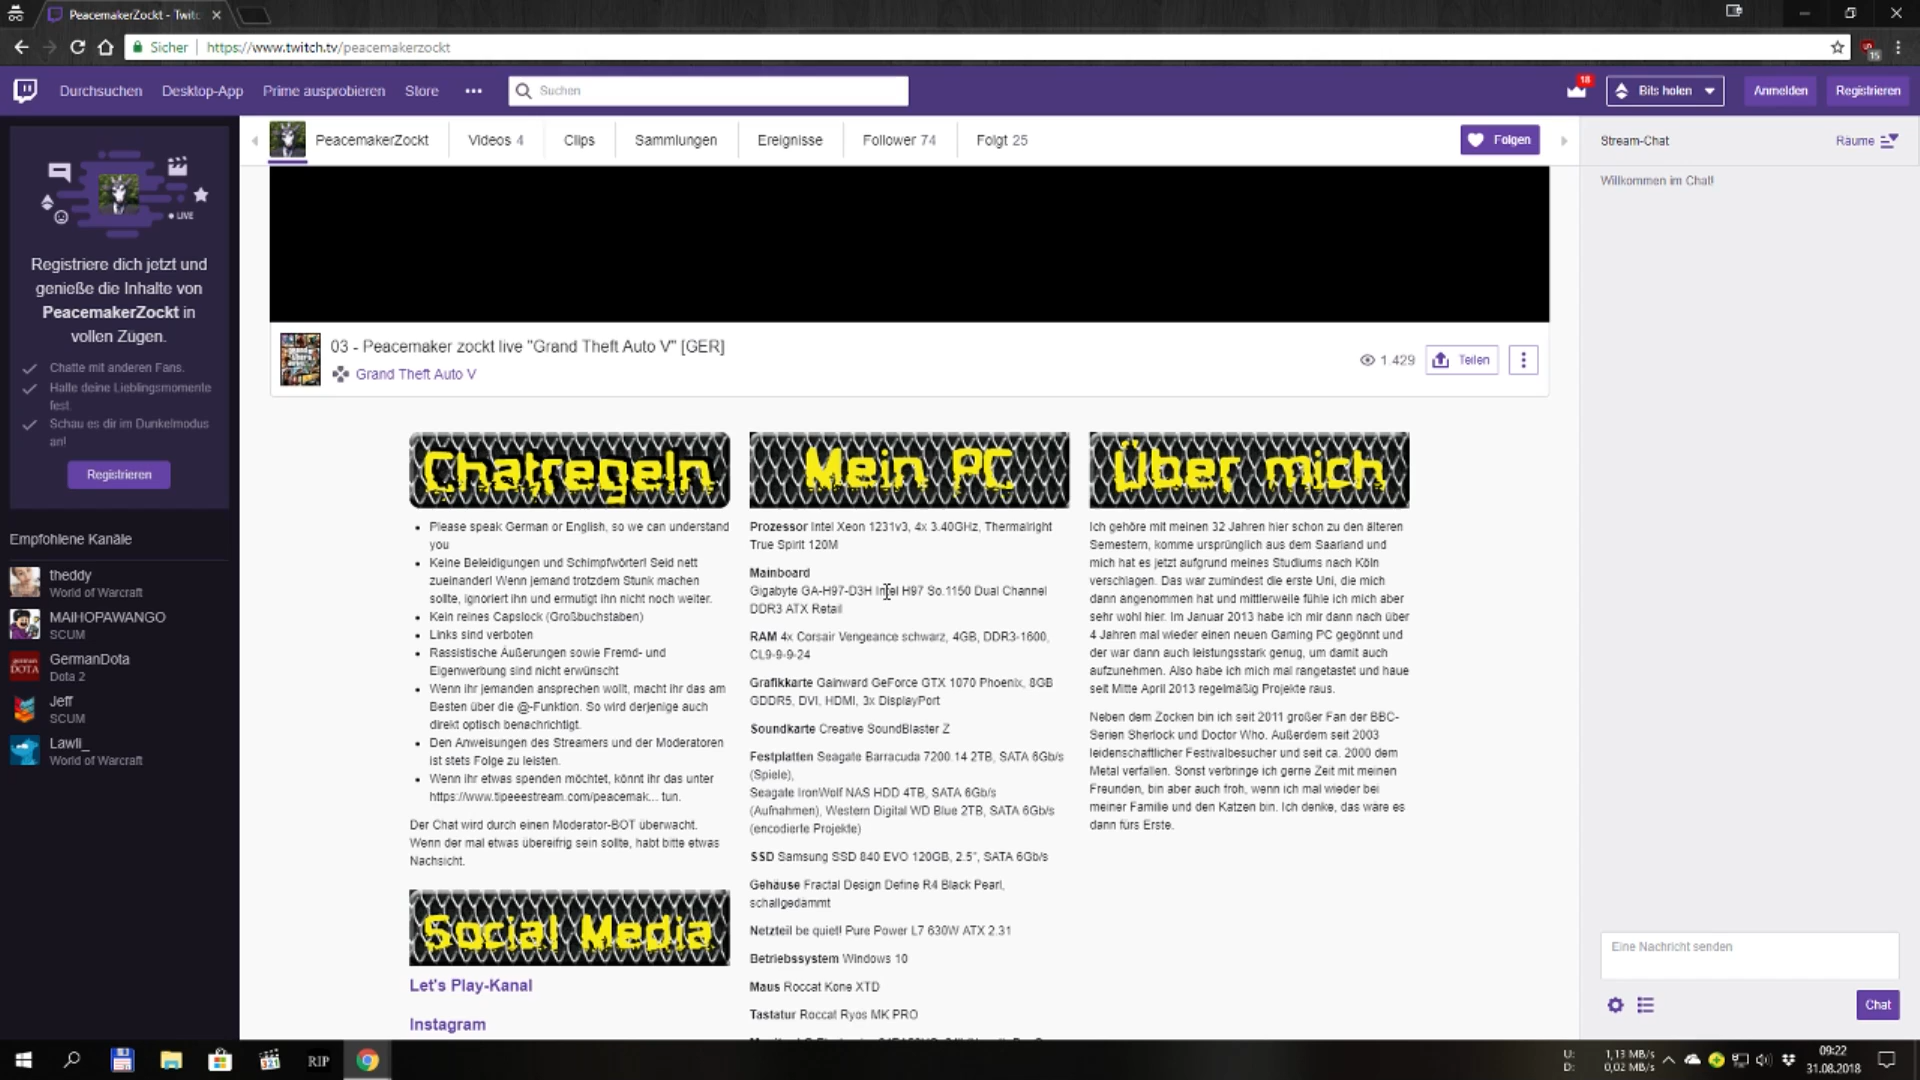 PeacemakerZockt - Twitc
Sicher
https://www.twitch.tv/peacemakerzockt
15
Durchsuchen
Desktop-App
Prime ausprobieren
Store
Suchen
18
Bits holen
Anmelden
Registrieren
PeacemakerZockt
Videos 4
Clips
Sammlungen
Ereignisse
Follower 74
Folgt 25
Folgen
Stream-Chat
Räume
Willkommen im Chat!
LIVE
Registriere dich jetzt und
genieße die Inhalte von
PeacemakerZockt in
vollen Zügen.
Chatte mit anderen Fans.
Halte deine Lieblingsmomente
fest.
Schau es dir im Dunkelmodus
an!
Registrieren
Empfohlene Kanäle
theddy
World of Warcraft
MAIHOPAWANGO
SCUM
GermanDota
Dota 2
Jeff
SCUM
Lawli_
World of Warcraft
03 - Peacemaker zockt live "Grand Theft Auto V" [GER]
Grand Theft Auto V
1.429
Teilen
Chatregeln
Please speak German or English, so we can understand
you
Keine Beleidigungen und Schimpfwörter! Seid nett
zueinander! Wenn jemand trotzdem Stunk machen
sollte, ignoriert ihn und ermutigt ihn nicht noch weiter.
Kein reines Capslock (Großbuchstaben)
Links sind verboten
Rassistische Äußerungen sowie Fremd- und
Eigenwerbung sind nicht erwünscht
Wenn ihr jemanden ansprechen wollt, macht ihr das am
Besten über die @-Funktion. So wird derjenige auch
direkt optisch benachrichtigt.
Den Anweisungen des Streamers und der Moderatoren
ist stets Folge zu leisten.
Wenn ihr etwas spenden möchtet, könnt ihr das unter
https://www.tipeeestream.com/peacemak... tun.
Der Chat wird durch einen Moderator-BOT überwacht.
Wenn der mal etwas übereifrig sein sollte, habt bitte etwas
Nachsicht.
Social Media
Let's Play-Kanal
Instagram
Mein PC
Prozessor Intel Xeon 1231v3, 4x 3.40GHz, Thermalright
True Spirit 120M
Mainboard
Gigabyte GA-H97-D3H Intel H97 So.1150 Dual Channel
DDR3 ATX Retail
RAM 4x Corsair Vengeance schwarz, 4GB, DDR3-1600,
CL9-9-9-24
Grafikkarte Gainward GeForce GTX 1070 Phoenix, 8GB
GDDR5, DVI, HDMI, 3x DisplayPort
Soundkarte Creative SoundBlaster Z
Festplatten Seagate Barracuda 7200.14 2TB, SATA 6Gb/s
(Spiele),
Seagate IronWolf NAS HDD 4TB, SATA 6Gb/s
(Aufnahmen), Western Digital WD Blue 2TB, SATA 6Gb/s
(encodierte Projekte)
SSD Samsung SSD 840 EVO 120GB, 2.5", SATA 6Gb/s
Gehäuse Fractal Design Define R4 Black Pearl,
schallgedämmt
Netzteil be quiet! Pure Power L7 630W ATX 2.31
Betriebssystem Windows 10
Maus Roccat Kone XTD
Tastatur Roccat Ryos MK PRO
Über mich
Ich gehöre mit meinen 32 Jahren hier schon zu den älteren
Semestern, komme ursprünglich aus dem Saarland und
mich hat es jetzt aufgrund meines Studiums nach Köln
verschlagen. Das war zumindest die erste Uni, die mich
dann angenommen hat und mittlerweile fühle ich mich aber
sehr wohl hier. Im Januar 2013 habe ich mir dann nach über
4 Jahren mal wieder einen neuen Gaming PC gegönnt und
der war dann auch leistungsstark genug, um damit auch
aufzunehmen. Also habe ich mich mal rangetastet und haue
seit Mitte April 2013 regelmäßig Projekte raus.
Neben dem Zocken bin ich seit 2011 großer Fan der BBC-
Serien Sherlock und Doctor Who. Außerdem seit 2003
leidenschaftlicher Festivalbesucher und seit ca. 2000 dem
Metal verfallen. Sonst verbringe ich gerne Zeit mit meinen
Freunden, bin aber auch froh, wenn ich mal wieder bei
meiner Familie und den Katzen bin. Ich denke, das wäre es
dann fürs Erste.
Eine Nachricht senden
Chat
321
RIP
U: 1,13 MB/s
D: 0,02 MB/s
09:22
31.08.2018